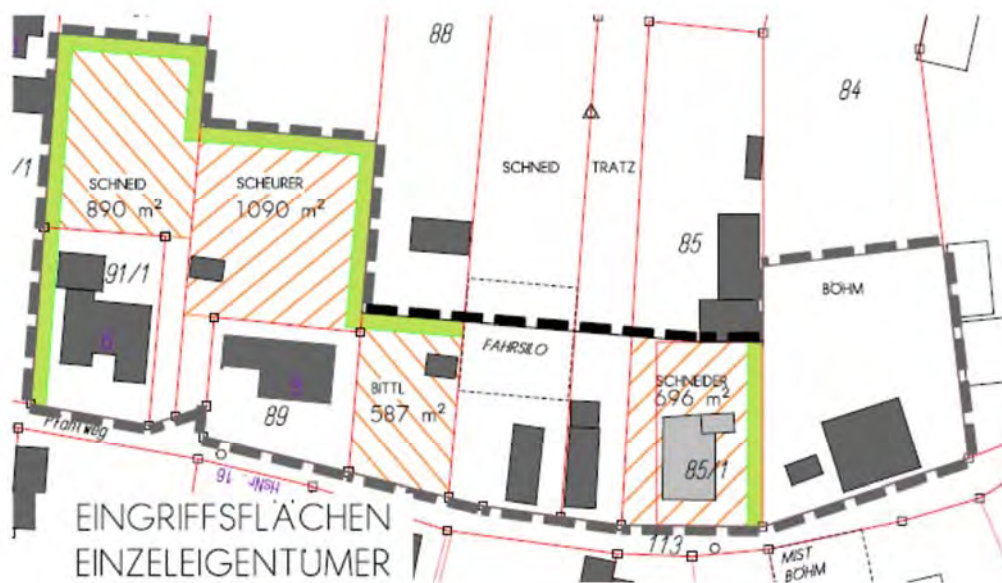 88
84
/1
SCHNEID
890 m²
SCHEURER
1090 m²
SCHNEID
TRATZ
85
91/1
BÖHM
FAHRSILO
BITTL
587 m²
SCHNEIDER
696 m²
89
85/1
Pfahlweg
HsNr. 16
113
MIST
BÖHM
EINGRIFFSFLÄCHEN
EINZELEIGENTÜMER